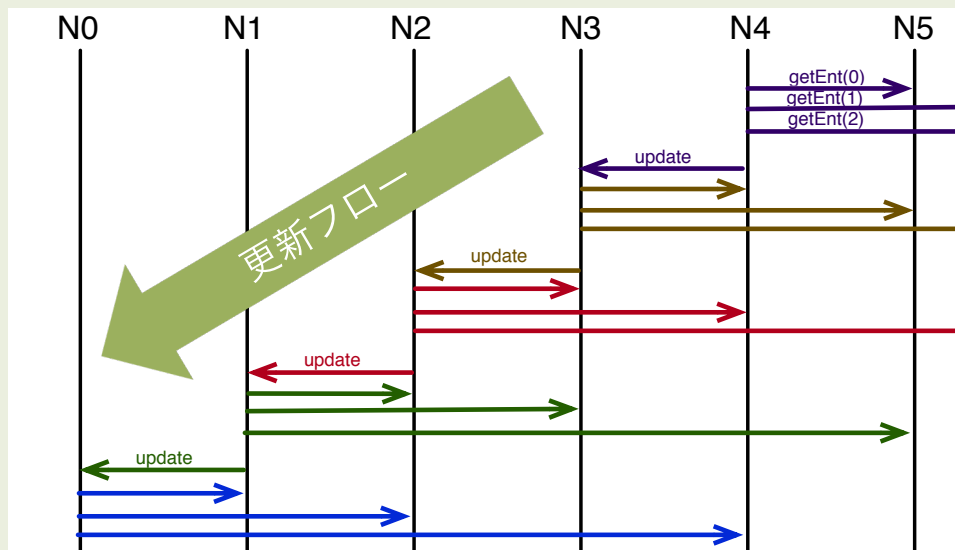 N0 N1 N2 N3 N4 N5
getEnt(0)
getEnt(1)
getEnt(2)
update
更新フロー
update
update
update